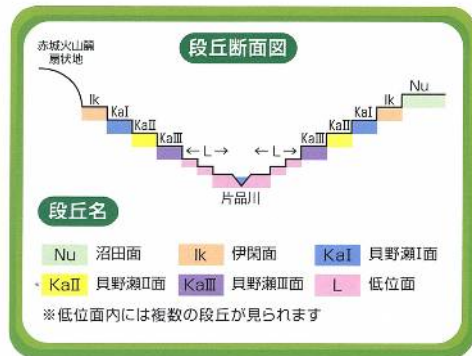 段丘断面図
赤城火山麓
扇状地
Nu
Ik
KaⅠ
KaⅡ
KaⅢ
← L →
← L →
KaⅢ
KaⅡ
KaⅠ
Ik
片品川
段丘名
Nu 沼田面 Ik 伊閑面 KaⅠ 貝野瀬Ⅰ面
KaⅡ 貝野瀬Ⅱ面 KaⅢ 貝野瀬Ⅲ面 L 低位面
※低位面内には複数の段丘が見られます